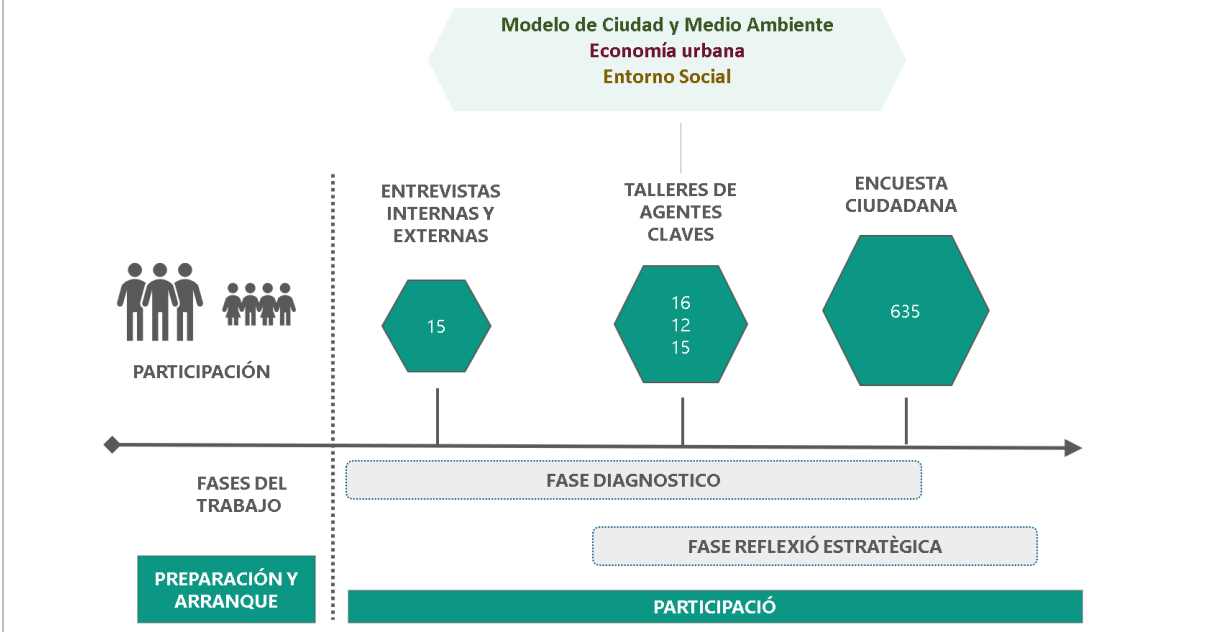 Modelo de Ciudad y Medio Ambiente
Economía urbana
Entorno Social
ENTREVISTAS
INTERNAS Y
EXTERNAS
TALLERES DE
AGENTES
CLAVES
ENCUESTA
CIUDADANA
15
16
12
15
635
PARTICIPACIÓN
FASES DEL
TRABAJO
FASE DIAGNOSTICO
FASE REFLEXIÓ ESTRATÈGICA
PREPARACIÓN Y
ARRANQUE
PARTICIPACIÓ